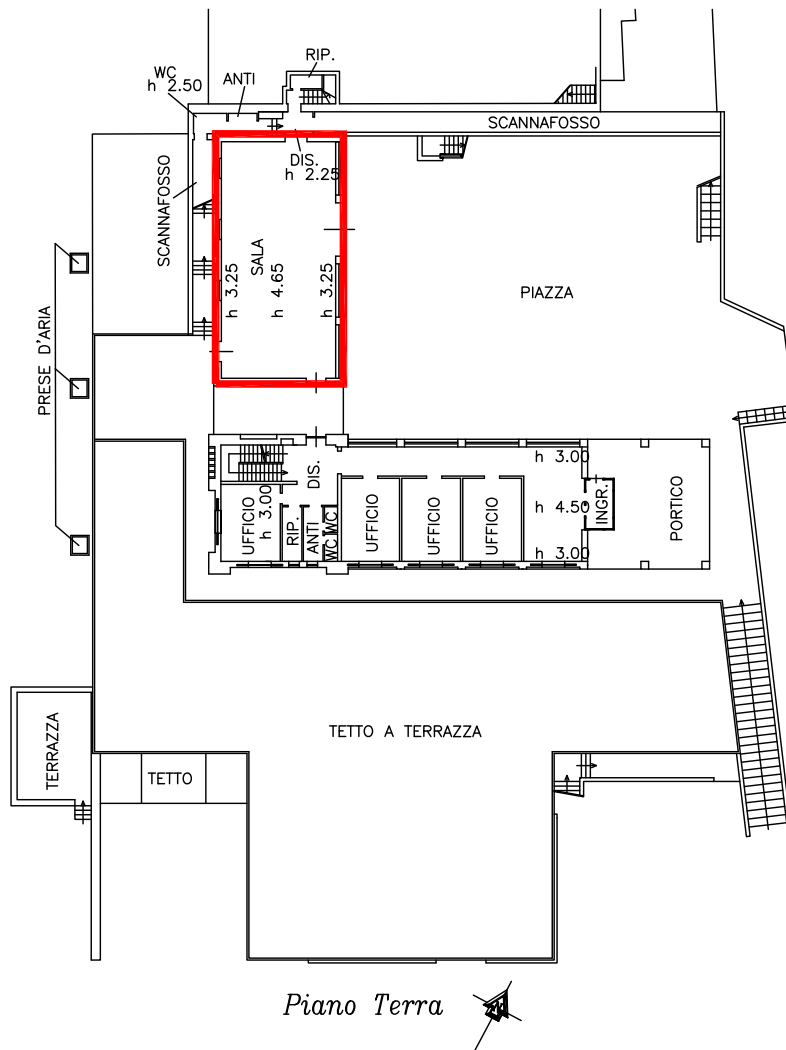 RIP.
WC
h 2.50
ANTI
SCANNAFOSSO
DIS.
h 2.25
SCANNAFOSSO
SALA
h 3.25
h 4.65
h 3.25
PIAZZA
PRESE D'ARIA
DIS.
h 3.00
UFFICIO
h 3.00
RIP.
ANTI
WC
WC
UFFICIO
UFFICIO
UFFICIO
h 4.50
INGR.
h 3.00
PORTICO
TERRAZZA
TETTO A TERRAZZA
TETTO
Piano Terra
N